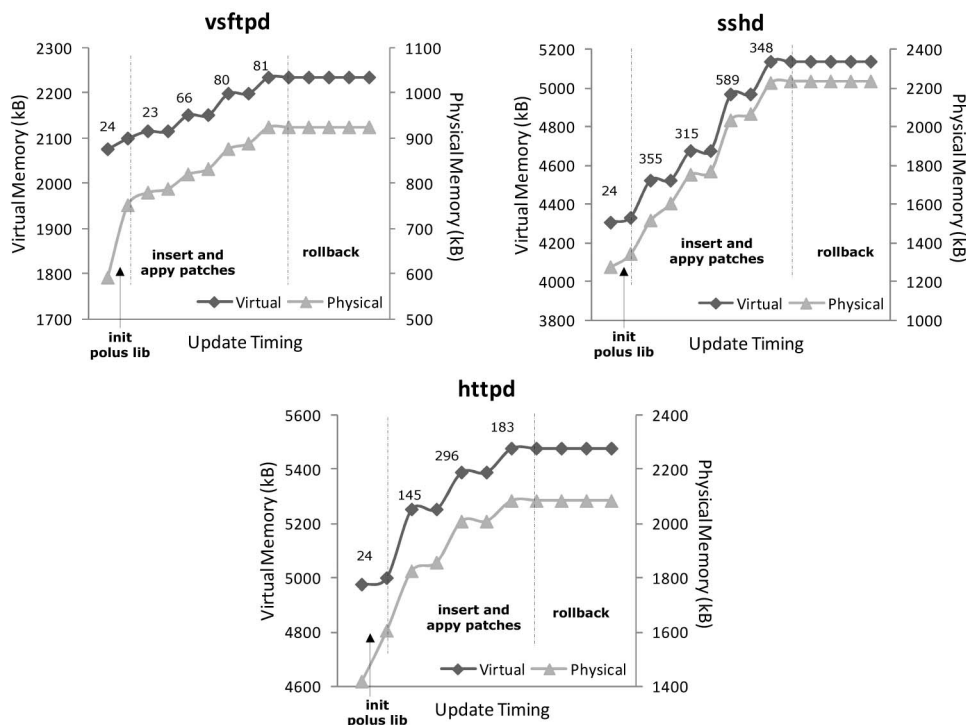 vsftpd
Virtual Memory (kB)
2300
2200
2100
2000
1900
1800
1700
24
23
66
80
81
insert and
appy patches
rollback
Virtual
Physical
init
polus lib
Update Timing
1100
1000
900
800
700
600
500
Physical Memory (kB)
sshd
Virtual Memory (kB)
5200
5000
4800
4600
4400
4200
4000
3800
24
355
315
589
348
insert and
appy patches
rollback
Virtual
Physical
init
polus lib
Update Timing
2400
2200
2000
1800
1600
1400
1200
1000
Physical Memory (kB)
httpd
Virtual Memory (kB)
5600
5400
5200
5000
4800
4600
24
145
296
183
insert and
appy patches
rollback
Virtual
Physical
init
polus lib
Update Timing
2400
2200
2000
1800
1600
1400
Physical Memory (kB)